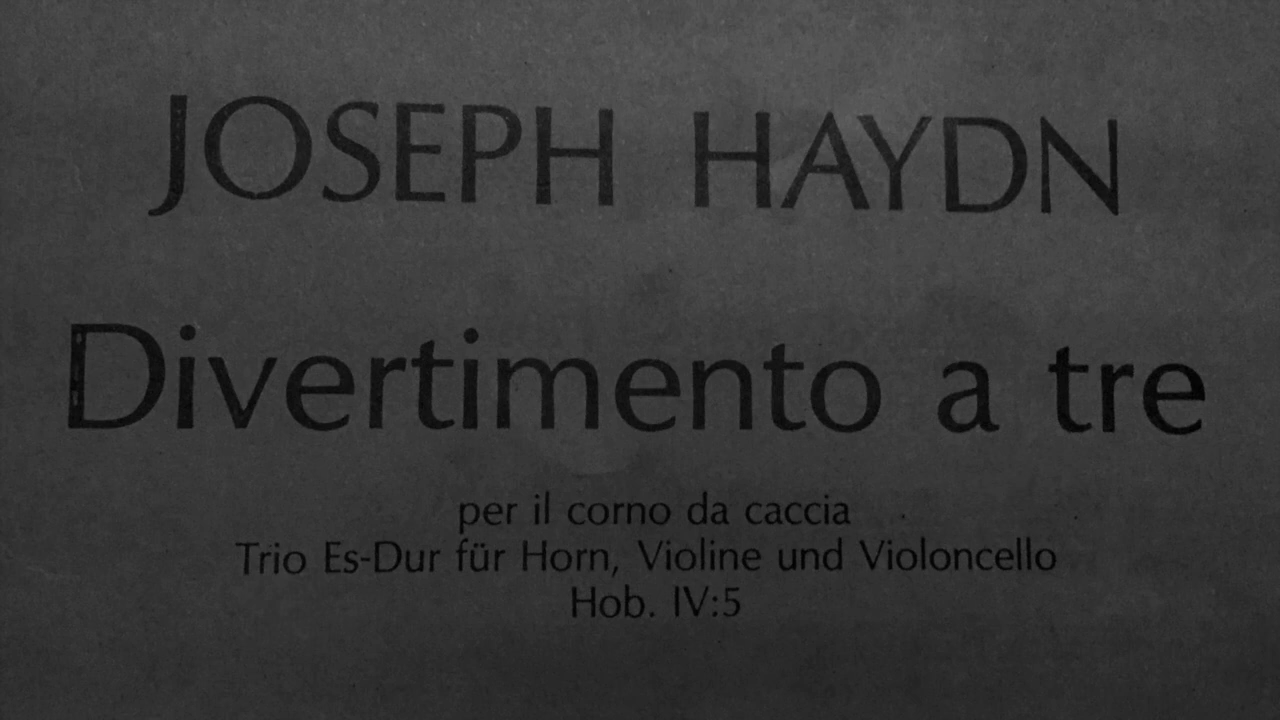 JOSEPH HAYDN
Divertimento a tre
per il corno da caccia
Trio Es-Dur für Horn, Violine und Violoncello
Hob. IV:5